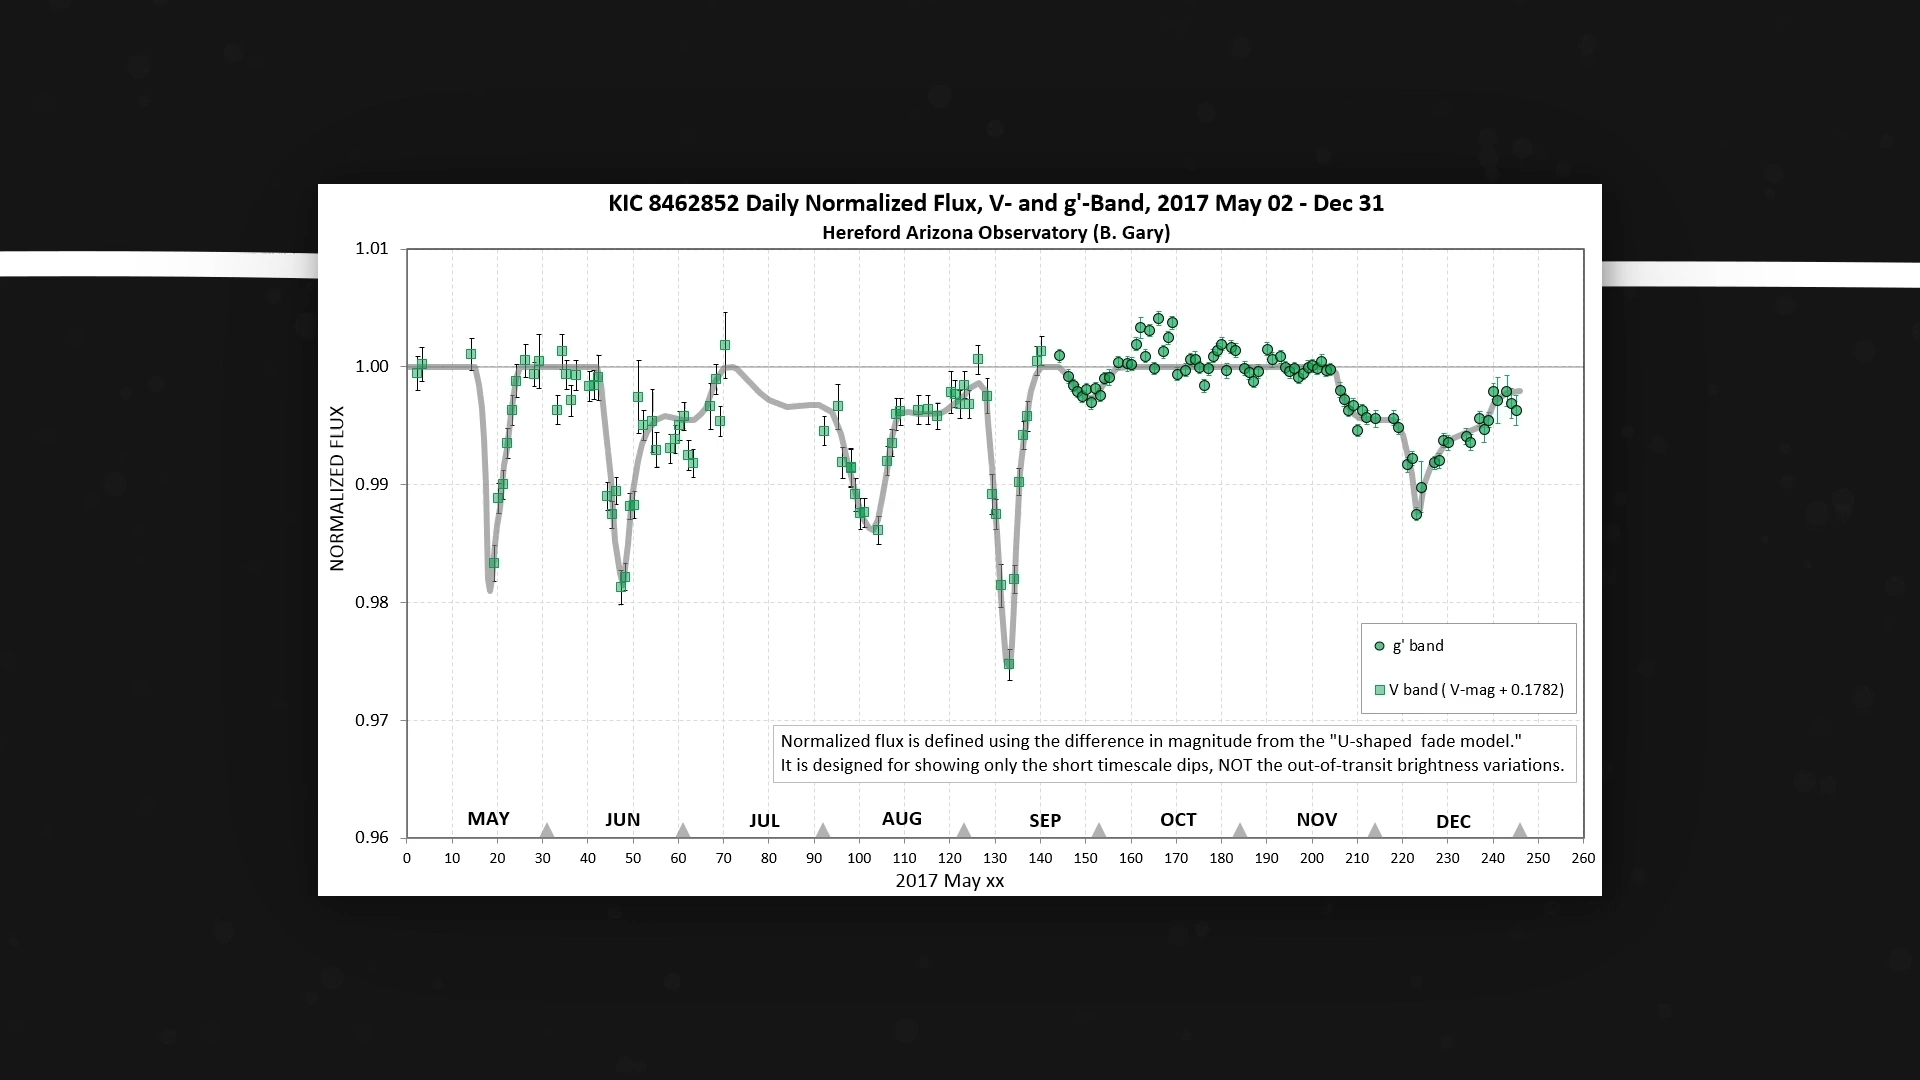 KIC 8462852 Daily Normalized Flux, V- and g'-Band, 2017 May 02 - Dec 31
Hereford Arizona Observatory (B. Gary)
NORMALIZED FLUX
1.01
1.00
0.99
0.98
0.97
0.96
g' band
V band ( V-mag + 0.1782)
Normalized flux is defined using the difference in magnitude from the "U-shaped  fade model."
It is designed for showing only the short timescale dips, NOT the out-of-transit brightness variations.
MAY JUN JUL AUG SEP OCT NOV DEC
0 10 20 30 40 50 60 70 80 90 100 110 120 130 140 150 160 170 180 190 200 210 220 230 240 250 260
2017 May xx